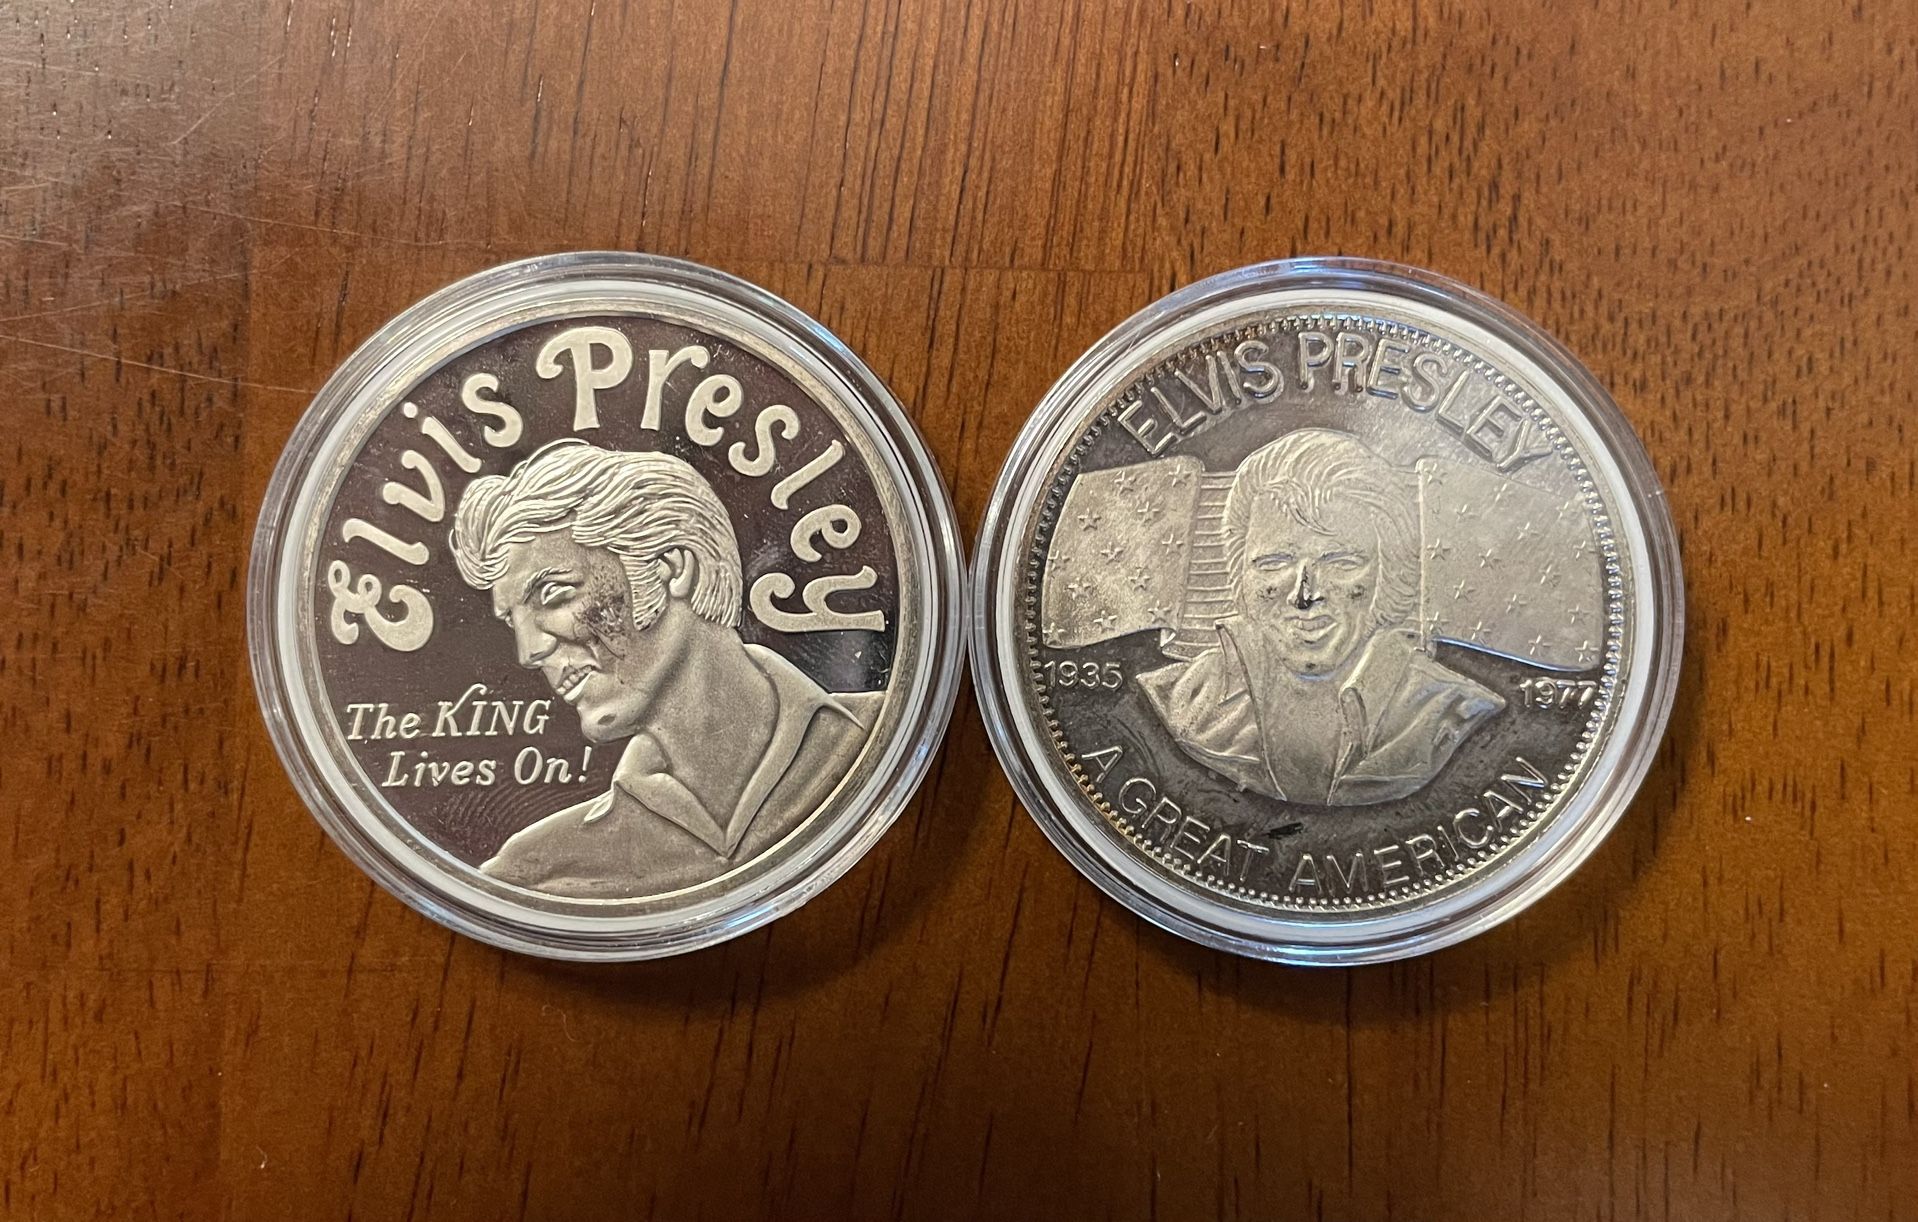 Elvis Presley
The KING
Lives On!
ELVIS PRESLEY
1935
1977
A GREAT AMERICAN